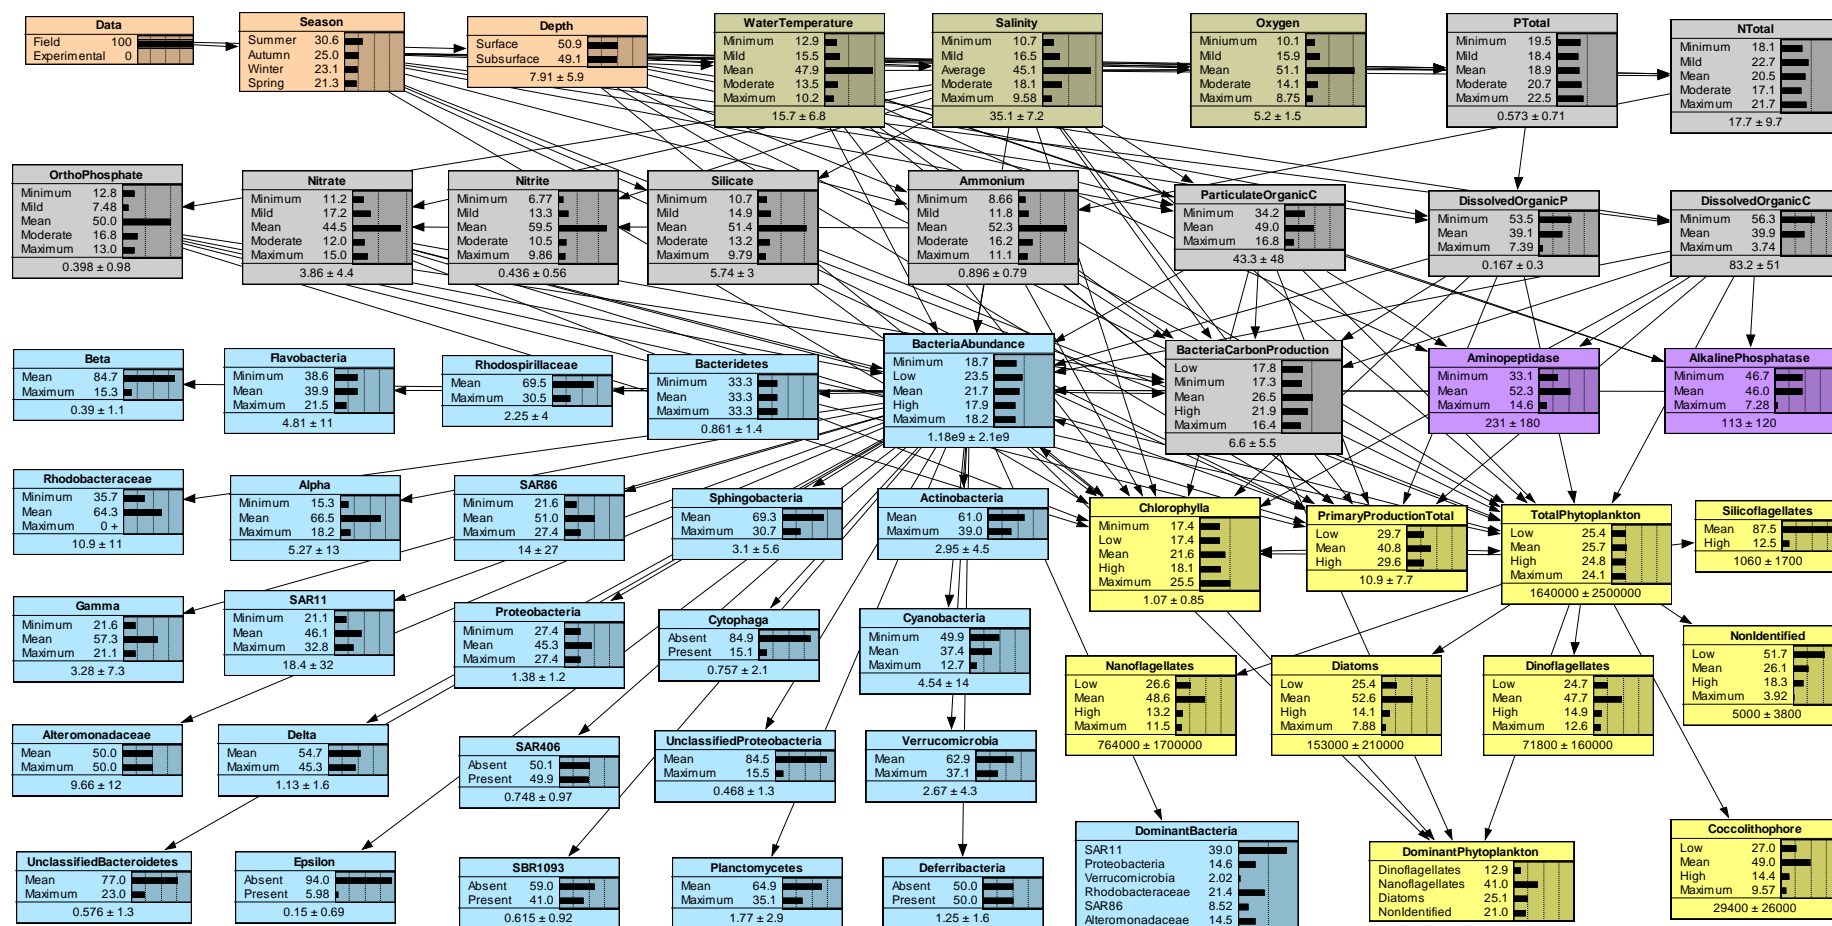 Data
Field 100
Experimental 0
Season
Summer 30.6
Autumn 25.0
Winter 23.1
Spring 21.3
Depth
Surface 50.9
Subsurface 49.1
7.91 ± 5.9
WaterTemperature
Minimum 12.9
Mild 15.5
Mean 47.9
Moderate 13.5
Maximum 10.2
15.7 ± 6.8
Salinity
Minimum 10.7
Mild 16.5
Average 45.1
Moderate 18.1
Maximum 9.58
35.1 ± 7.2
Oxygen
Miniumum 10.1
Mild 15.9
Mean 51.1
Moderate 14.1
Maximum 8.75
5.2 ± 1.5
PTotal
Minimum 19.5
Mild 18.4
Mean 18.9
Moderate 20.7
Maximum 22.5
0.573 ± 0.71
NTotal
Minimum 18.1
Mild 22.7
Mean 20.5
Moderate 17.1
Maximum 21.7
17.7 ± 9.7
OrthoPhosphate
Minimum 12.8
Mild 7.48
Mean 50.0
Moderate 16.8
Maximum 13.0
0.398 ± 0.98
Nitrate
Minimum 11.2
Mild 17.2
Mean 44.5
Moderate 12.0
Maximum 15.0
3.86 ± 4.4
Nitrite
Minimum 6.77
Mild 13.3
Mean 59.5
Moderate 10.5
Maximum 9.86
0.436 ± 0.56
Silicate
Minimum 10.7
Mild 14.9
Mean 51.4
Moderate 13.2
Maximum 9.79
5.74 ± 3
Ammonium
Minimum 8.66
Mild 11.8
Mean 52.3
Moderate 16.2
Maximum 11.1
0.896 ± 0.79
ParticulateOrganicC
Minimum 34.2
Mean 49.0
Maximum 16.8
43.3 ± 48
DissolvedOrganicP
Minimum 53.5
Mean 39.1
Maximum 7.39
0.167 ± 0.3
DissolvedOrganicC
Minimum 56.3
Mean 39.9
Maximum 3.74
83.2 ± 51
Beta
Mean 84.7
Maximum 15.3
0.39 ± 1.1
Flavobacteria
Minimum 38.6
Mean 39.9
Maximum 21.5
4.81 ± 11
Rhodospirillaceae
Mean 69.5
Maximum 30.5
2.25 ± 4
Bacteridetes
Minimum 33.3
Mean 33.3
Maximum 33.3
0.861 ± 1.4
BacteriaAbundance
Minimum 18.7
Low 23.5
Mean 21.7
High 17.9
Maximum 18.2
1.18e9 ± 2.1e9
BacteriaCarbonProduction
Low 17.8
Minimum 17.3
Mean 26.5
High 21.9
Maximum 16.4
6.6 ± 5.5
Aminopeptidase
Minimum 33.1
Mean 52.3
Maximum 14.6
231 ± 180
AlkalinePhosphatase
Minimum 46.7
Mean 46.0
Maximum 7.28
113 ± 120
Rhodobacteraceae
Minimum 35.7
Mean 64.3
Maximum 0 +
10.9 ± 11
Alpha
Minimum 15.3
Mean 66.5
Maximum 18.2
5.27 ± 13
SAR86
Minimum 21.6
Mean 51.0
Maximum 27.4
14 ± 27
Sphingobacteria
Mean 69.3
Maximum 30.7
3.1 ± 5.6
Actinobacteria
Mean 61.0
Maximum 39.0
2.95 ± 4.5
Chlorophylla
Minimum 17.4
Low 17.4
Mean 21.6
High 18.1
Maximum 25.5
1.07 ± 0.85
PrimaryProductionTotal
Low 29.7
Mean 40.8
High 29.6
10.9 ± 7.7
TotalPhytoplankton
Low 25.4
Mean 25.7
High 24.8
Maximum 24.1
1640000 ± 2500000
Silicoflagellates
Mean 87.5
High 12.5
1060 ± 1700
Gamma
Minimum 21.6
Mean 57.3
Maximum 21.1
3.28 ± 7.3
SAR11
Minimum 21.1
Mean 46.1
Maximum 32.8
18.4 ± 32
Proteobacteria
Minimum 27.4
Mean 45.3
Maximum 27.4
1.38 ± 1.2
Cytophaga
Absent 84.9
Present 15.1
0.757 ± 2.1
Cyanobacteria
Minimum 49.9
Mean 37.4
Maximum 12.7
4.54 ± 14
Nanoflagellates
Low 26.6
Mean 48.6
High 13.2
Maximum 11.5
764000 ± 1700000
Diatoms
Low 25.4
Mean 52.6
High 14.1
Maximum 7.88
153000 ± 210000
Dinoflagellates
Low 24.7
Mean 47.7
High 14.9
Maximum 12.6
71800 ± 160000
NonIdentified
Low 51.7
Mean 26.1
High 18.3
Maximum 3.92
5000 ± 3800
Alteromonadaceae
Mean 50.0
Maximum 50.0
9.66 ± 12
Delta
Mean 54.7
Maximum 45.3
1.13 ± 1.6
SAR406
Absent 50.1
Present 49.9
0.748 ± 0.97
UnclassifiedProteobacteria
Mean 84.5
Maximum 15.5
0.468 ± 1.3
Verrucomicrobia
Mean 62.9
Maximum 37.1
2.67 ± 4.3
UnclassifiedBacteroidetes
Mean 77.0
Maximum 23.0
0.576 ± 1.3
Epsilon
Absent 94.0
Present 5.98
0.15 ± 0.69
SBR1093
Absent 59.0
Present 41.0
0.615 ± 0.92
Planctomycetes
Mean 64.9
Maximum 35.1
1.77 ± 2.9
Deferribacteria
Absent 50.0
Present 50.0
1.25 ± 1.6
DominantBacteria
SAR11 39.0
Proteobacteria 14.6
Verrucomicrobia 2.02
Rhodobacteraceae 21.4
SAR86 8.52
Alteromonadaceae 14.5
DominantPhytoplankton
Dinoflagellates 12.9
Nanoflagellates 41.0
Diatoms 25.1
NonIdentified 21.0
Coccolithophore
Low 27.0
Mean 49.0
High 14.4
Maximum 9.57
29400 ± 26000